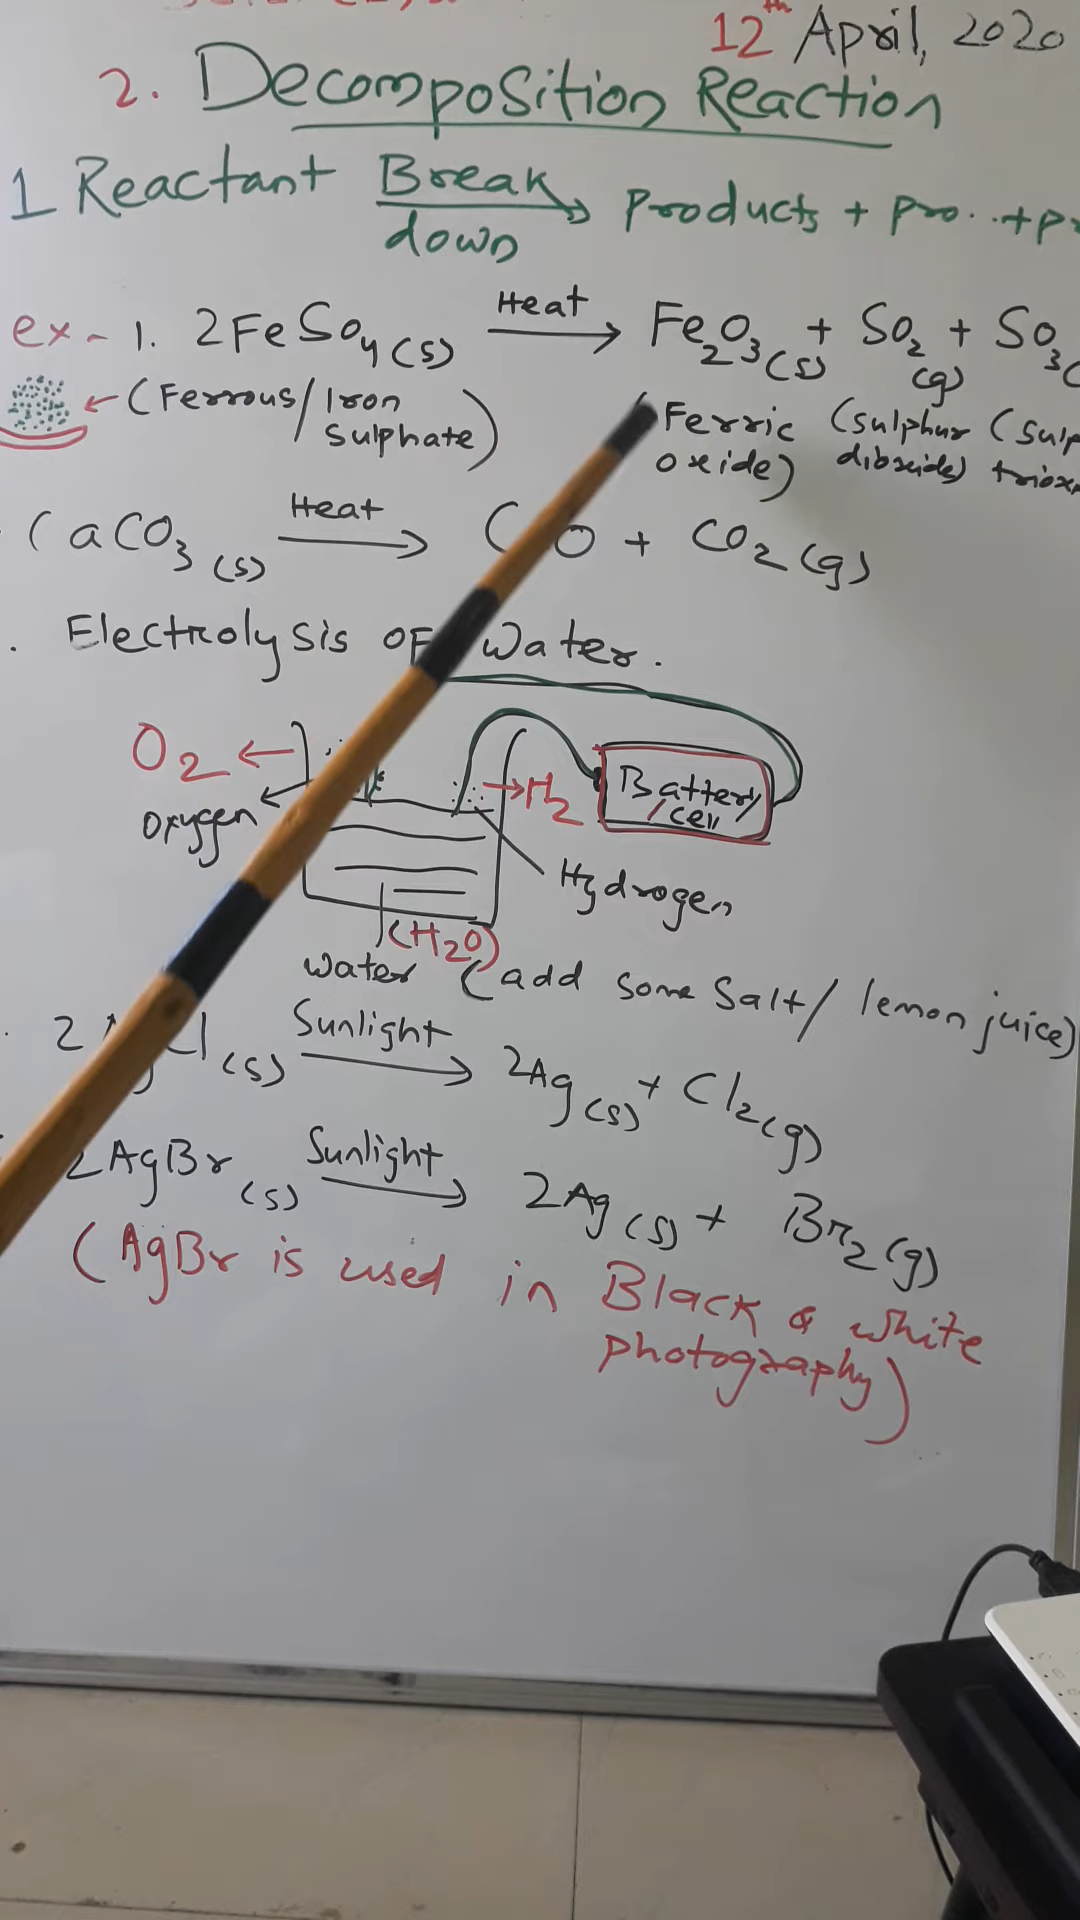 12th April, 2020
2. Decomposition Reaction
1 Reactant Break down → Products + Pro.. + P
ex - 1. 2FeSo₄(s) Heat → Fe₂O₃(s) + SO₂(g) + SO₃(
← (Ferrous/Iron sulphate)
(Ferric oxide) (sulphur dioxide) (sulp triox
CaCO₃(s) Heat → C O + CO₂(g)
. Electrolysis of Water.
O₂ ←
oxygen
→ H₂
Battery/cell
Hydrogen
(H₂O)
water (add some salt/ lemon juice)
2A Cl(s) Sunlight → 2Ag(s) + Cl₂(g)
2AgBr(s) Sunlight → 2Ag(s) + Br₂(g)
(AgBr is used in Black & white photography)